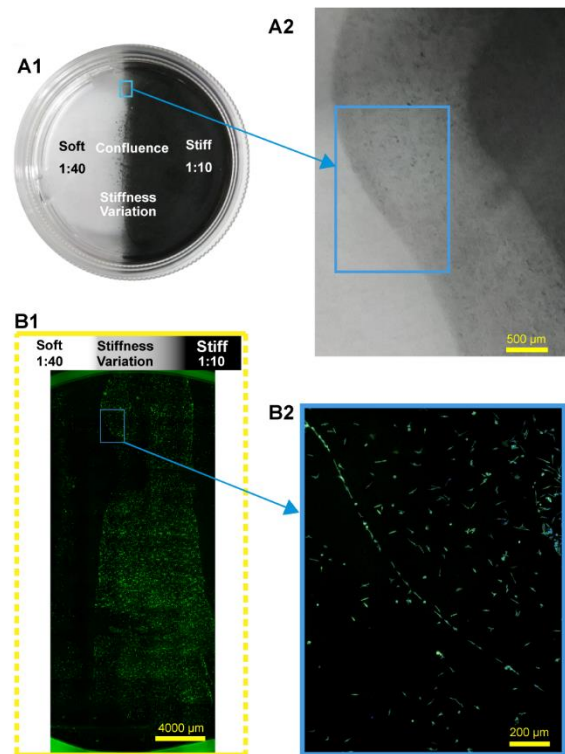 A1
Soft
1:40
Confluence
Stiff
1:10
Stiffness
Variation
A2
500 µm
B1
Soft
1:40
Stiffness
Variation
Stiff
1:10
4000 µm
B2
200 µm